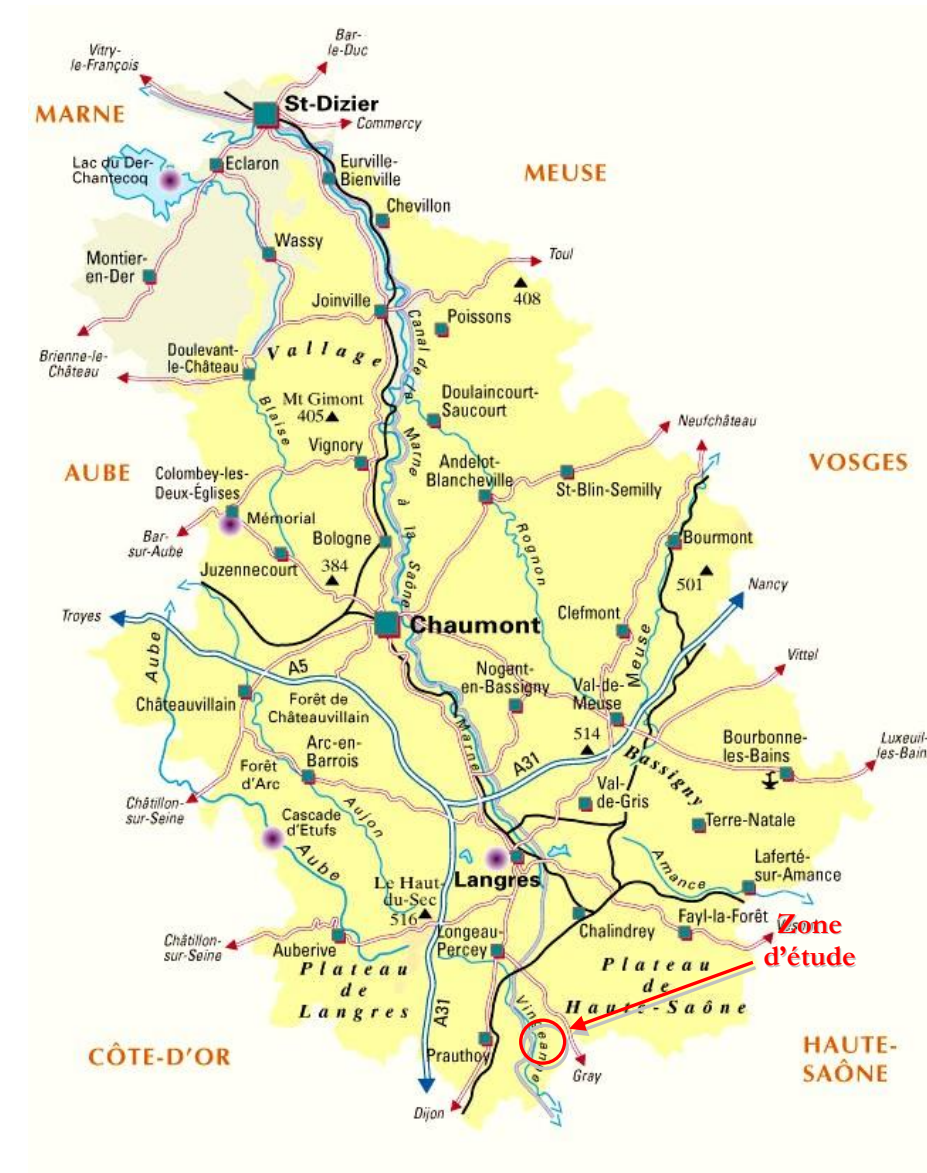 Bar-
le-Duc
Vitry-
le-François
St-Dizier
MARNE
Commercy
Lac du Der-
Chantecoq
Eclaron
Eurville-
Bienville
MEUSE
Chevillon
Wassy
Toul
Montier-
en-Der
408
Joinville
Poissons
Canal de la Marne à la Saône
Brienne-le-
Château
Doulevant-
le-Château
Vallage
Mt Gimont
405
Doulaincourt-
Saucourt
Blaise
Neufchâteau
Vignory
AUBE
Colombey-les-
Deux-Églises
Andelot-
Blancheville
St-Blin-Semilly
VOSGES
Mémorial
Bar-
sur-Aube
Bologne
Rognon
Bourmont
Juzennecourt
384
501
Nancy
Troyes
Chaumont
Clefmont
Aube
Meuse
Vittel
A5
Nogent-
en-Bassigny
Val-de-
Meuse
Châteauvillain
Forêt de
Châteauvillain
Marne
514
Bourbonne-
les-Bains
Luxeuil-
les-Bain
Arc-en-
Barrois
Bassigny
Forêt
d'Arc
A31
Val-
de-Gris
Châtillon-
sur-Seine
Aujon
Cascade
d'Etufs
Terre-Natale
Aube
Amance
Laferté-
sur-Amance
Langres
Le Haut-
du-Sec
516
Fayl-la-Forêt
Zone
d'étude
Chalindrey
Longeau-
Percey
Châtillon-
sur-Seine
Auberive
Plateau
de
Langres
Plateau
de
Haute-Saône
A31
Vingeanne
CÔTE-D'OR
Prauthoy
HAUTE-
SAÔNE
Gray
Dijon